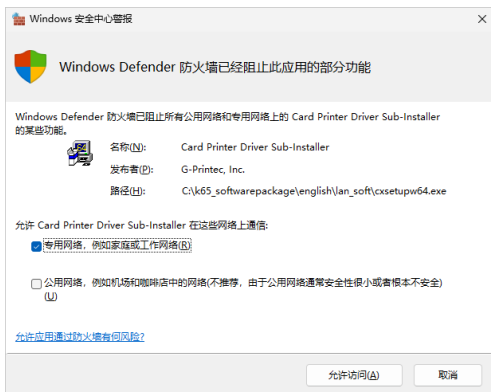 Windows 安全中心警报
Windows Defender 防火墙已经阻止此应用的部分功能
Windows Defender 防火墙已阻止所有公用网络和专用网络上的 Card Printer Driver Sub-Installer
的某些功能。
名称(N): Card Printer Driver Sub-Installer
发布者(P): G-Printec, Inc.
路径(H): C:\k65_softwarepackage\english\lan_soft\cxsetupw64.exe
允许 Card Printer Driver Sub-Installer 在这些网络上通信:
专用网络，例如家庭或工作网络(R)
公用网络，例如机场和咖啡店中的网络(不推荐，由于公用网络通常安全性很小或者根本不安全)
(U)
允许应用通过防火墙有何风险?
允许访问(A) 取消